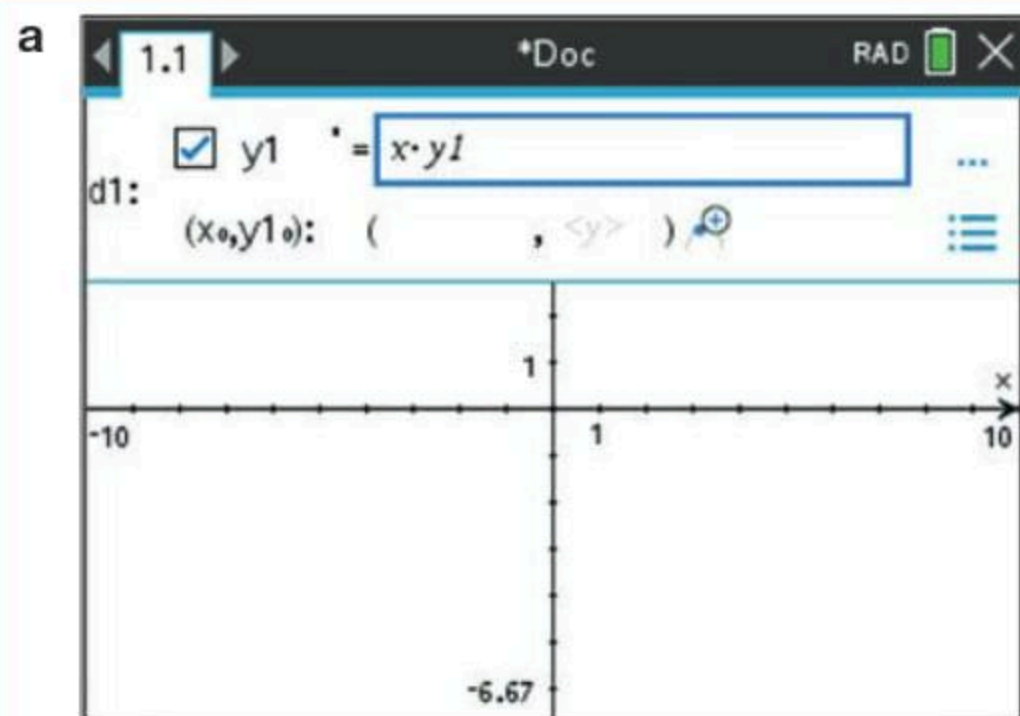 a
1.1 *Doc RAD
y1 ' = x· y1
d1:
(x₀,y1₀): ( , <y> )
1
x
-10 1 10
-6.67